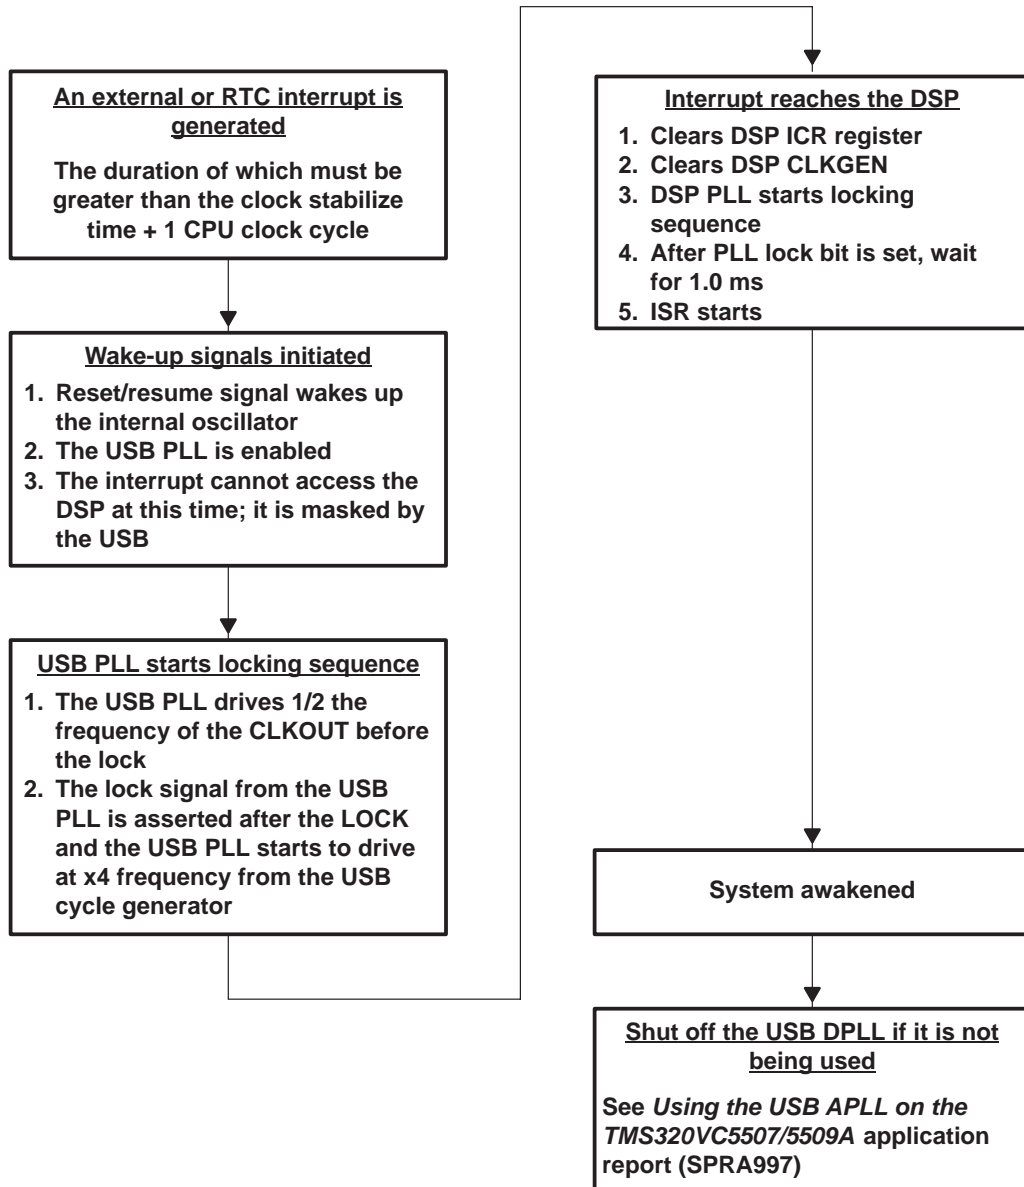 An external or RTC interrupt is
generated
The duration of which must be
greater than the clock stabilize
time + 1 CPU clock cycle
Wake-up signals initiated
1. Reset/resume signal wakes up
the internal oscillator
2. The USB PLL is enabled
3. The interrupt cannot access the
DSP at this time; it is masked by
the USB
USB PLL starts locking sequence
1. The USB PLL drives 1/2 the
frequency of the CLKOUT before
the lock
2. The lock signal from the USB
PLL is asserted after the LOCK
and the USB PLL starts to drive
at x4 frequency from the USB
cycle generator
Interrupt reaches the DSP
1. Clears DSP ICR register
2. Clears DSP CLKGEN
3. DSP PLL starts locking
sequence
4. After PLL lock bit is set, wait
for 1.0 ms
5. ISR starts
System awakened
Shut off the USB DPLL if it is not
being used
See Using the USB APLL on the
TMS320VC5507/5509A application
report (SPRA997)